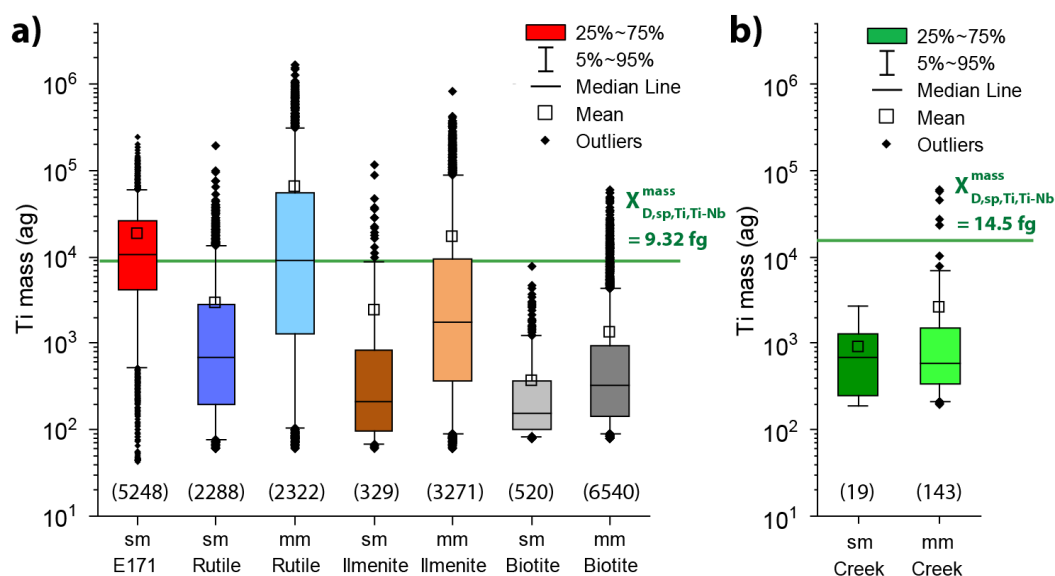 a)
25%~75%
5%~95%
Median Line
Mean
Outliers
Ti mass (ag)
10^6
10^5
10^4
10^3
10^2
10^1
X^mass_D,sp,Ti,Ti-Nb
= 9.32 fg
(5248) (2288) (2322) (329) (3271) (520) (6540)
sm sm mm sm mm sm mm
E171 Rutile Rutile Ilmenite Ilmenite Biotite Biotite
b)
25%~75%
5%~95%
Median Line
Mean
Outliers
Ti mass (ag)
10^6
10^5
10^4
10^3
10^2
10^1
X^mass_D,sp,Ti,Ti-Nb
= 14.5 fg
(19) (143)
sm mm
Creek Creek